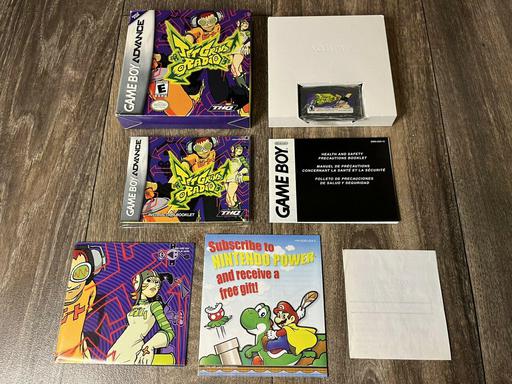 GAME BOY ADVANCE
JET GRIND
RADIO
E
THQ
GAME BOY ADVANCE
JET GRIND
RADIO
THQ
GAME BOY
HEALTH AND SAFETY
PRECAUTIONS BOOKLET
MANUEL DE PRÉCAUTIONS
CONCERNANT LA SANTÉ ET LA SÉCURITÉ
FOLLETO DE PRECAUCIONES
DE SALUD Y SEGURIDAD
Subscribe to
NINTENDO POWER
and receive a
free gift!